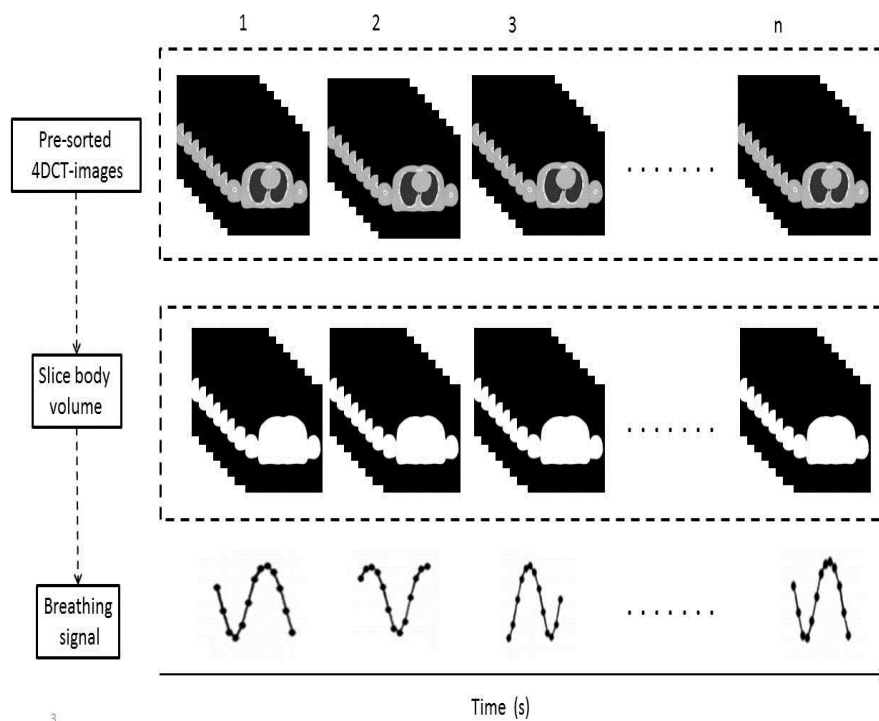 1 2 3 n
Pre-sorted
4DCT-images
. . . . . . .
Slice body
volume
. . . . . . .
Breathing
signal
. . . . . . .
Time (s)
3